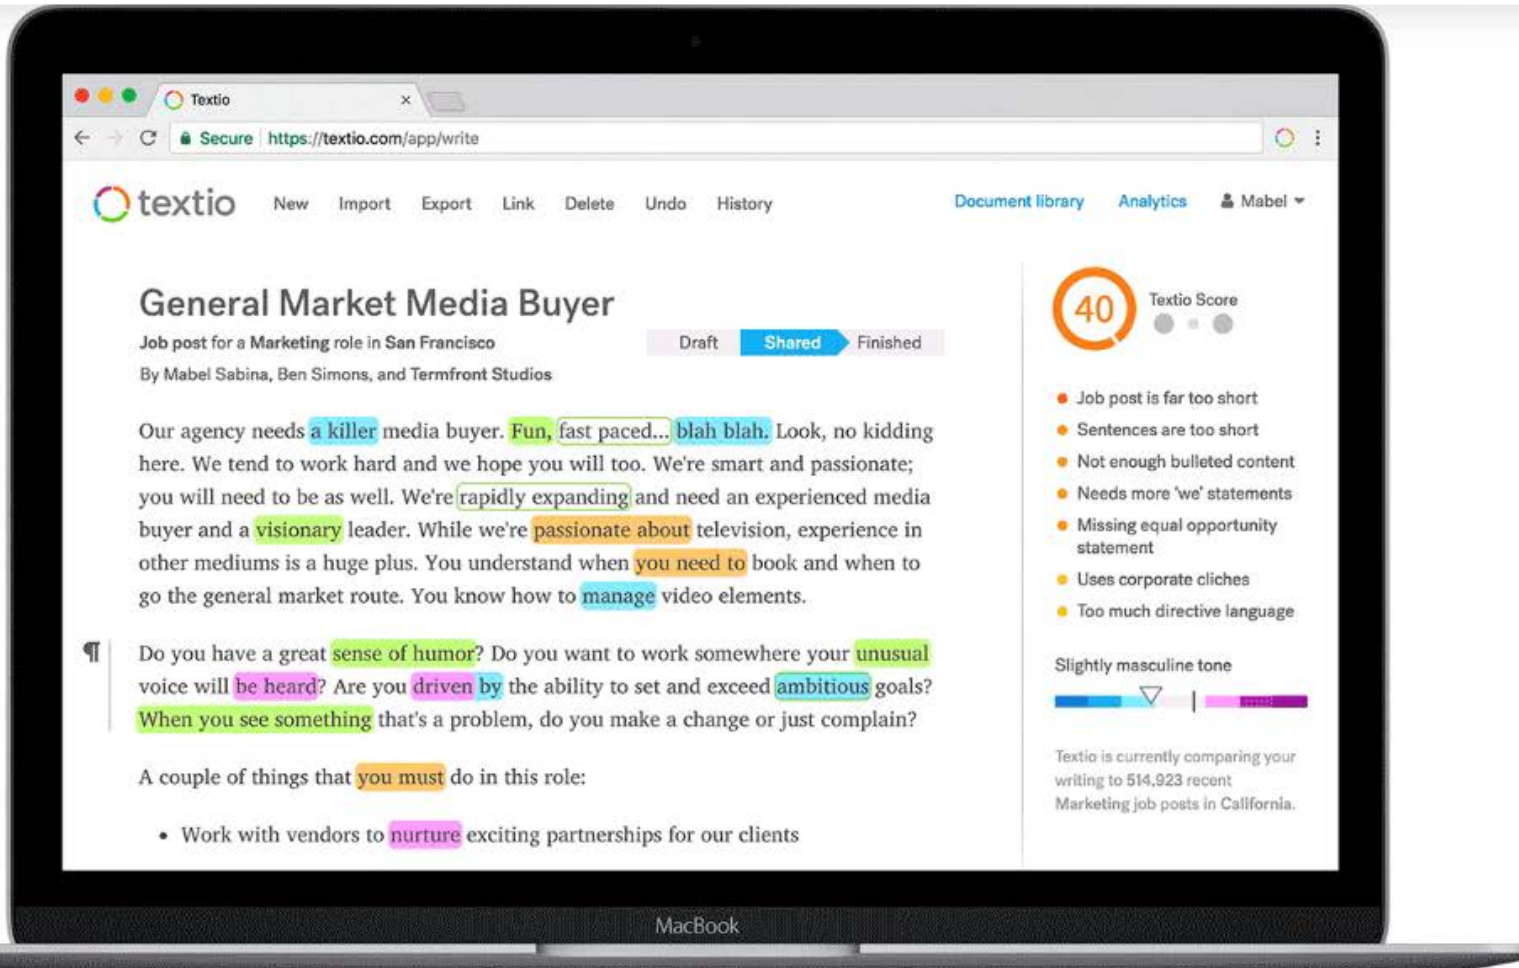 Textio
Secure https://textio.com/app/write
textio New Import Export Link Delete Undo History Document library Analytics Mabel
General Market Media Buyer
Job post for a Marketing role in San Francisco
Draft Shared Finished
By Mabel Sabina, Ben Simons, and Termfront Studios
Our agency needs a killer media buyer. Fun, fast paced... blah blah. Look, no kidding
here. We tend to work hard and we hope you will too. We're smart and passionate;
you will need to be as well. We're rapidly expanding and need an experienced media
buyer and a visionary leader. While we're passionate about television, experience in
other mediums is a huge plus. You understand when you need to book and when to
go the general market route. You know how to manage video elements.
¶ Do you have a great sense of humor? Do you want to work somewhere your unusual
voice will be heard? Are you driven by the ability to set and exceed ambitious goals?
When you see something that's a problem, do you make a change or just complain?
A couple of things that you must do in this role:
• Work with vendors to nurture exciting partnerships for our clients
40 Textio Score
Job post is far too short
Sentences are too short
Not enough bulleted content
Needs more 'we' statements
Missing equal opportunity
statement
Uses corporate cliches
Too much directive language
Slightly masculine tone
Textio is currently comparing your
writing to 514,923 recent
Marketing job posts in California.
MacBook